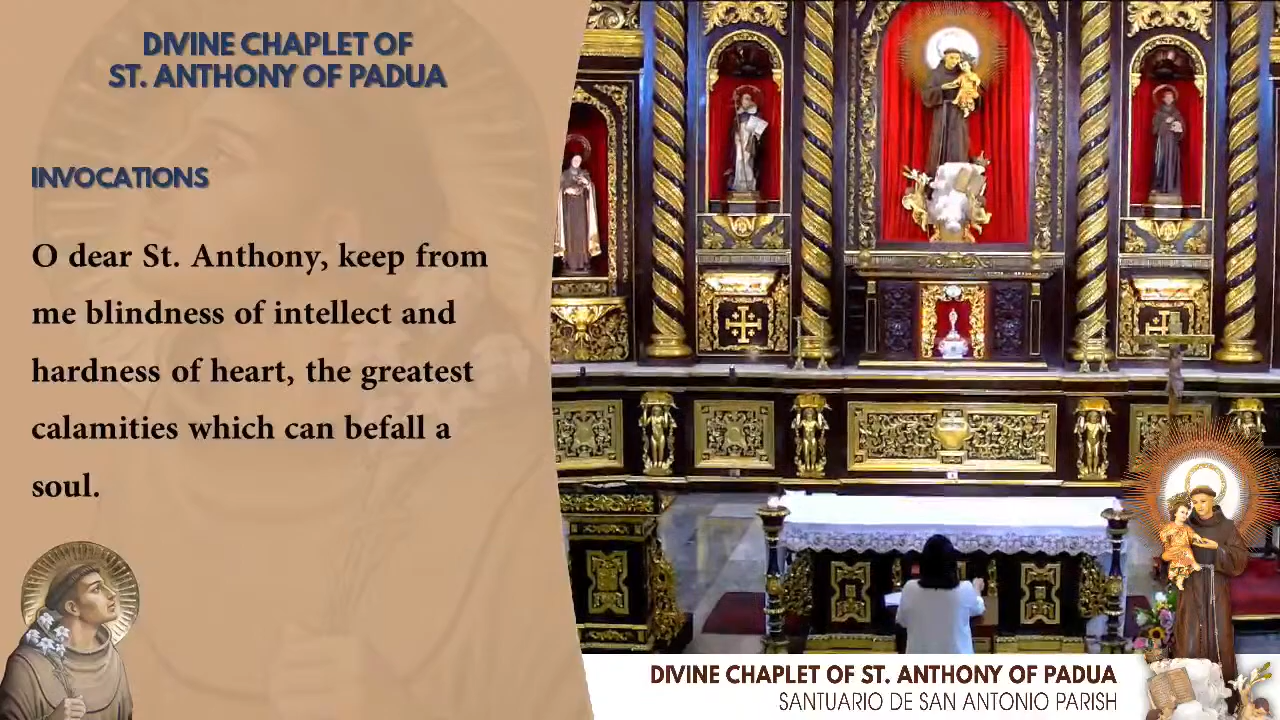 DIVINE CHAPLET OF
ST. ANTHONY OF PADUA
INVOCATIONS
O dear St. Anthony, keep from
me blindness of intellect and
hardness of heart, the greatest
calamities which can befall a
soul.
DIVINE CHAPLET OF ST. ANTHONY OF PADUA
SANTUARIO DE SAN ANTONIO PARISH